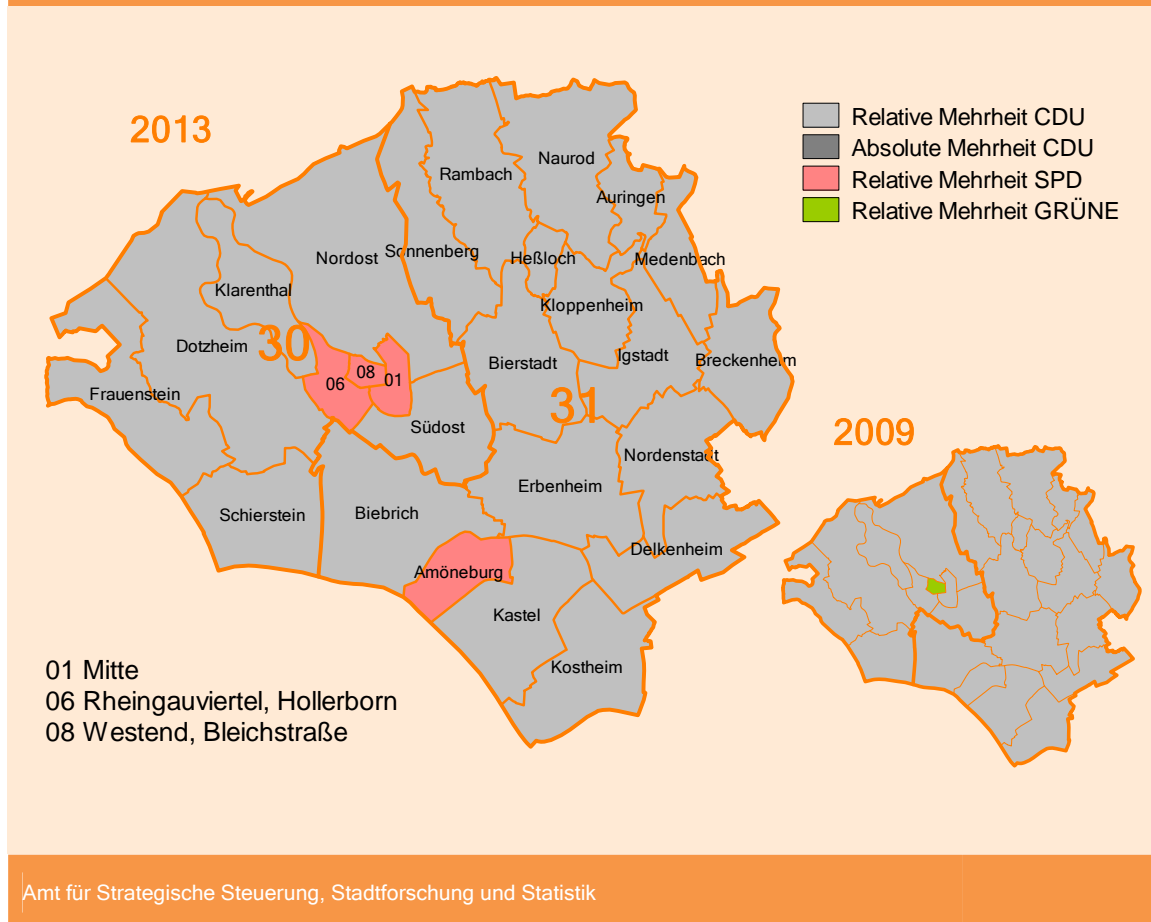 2013
Relative Mehrheit CDU
Absolute Mehrheit CDU
Relative Mehrheit SPD
Relative Mehrheit GRÜNE
Naurod
Rambach
Auringen
Nordost
Sonnenberg
Heßloch
Medenbach
Klarenthal
Kloppenheim
30
Dotzheim
Bierstadt
Igstadt
Breckenheim
08
06
01
Frauenstein
31
Südost
2009
Nordenstadt
Erbenheim
Schierstein
Biebrich
Delkenheim
Amöneburg
Kastel
Kostheim
01 Mitte
06 Rheingauviertel, Hollerborn
08 Westend, Bleichstraße
Amt für Strategische Steuerung, Stadtforschung und Statistik